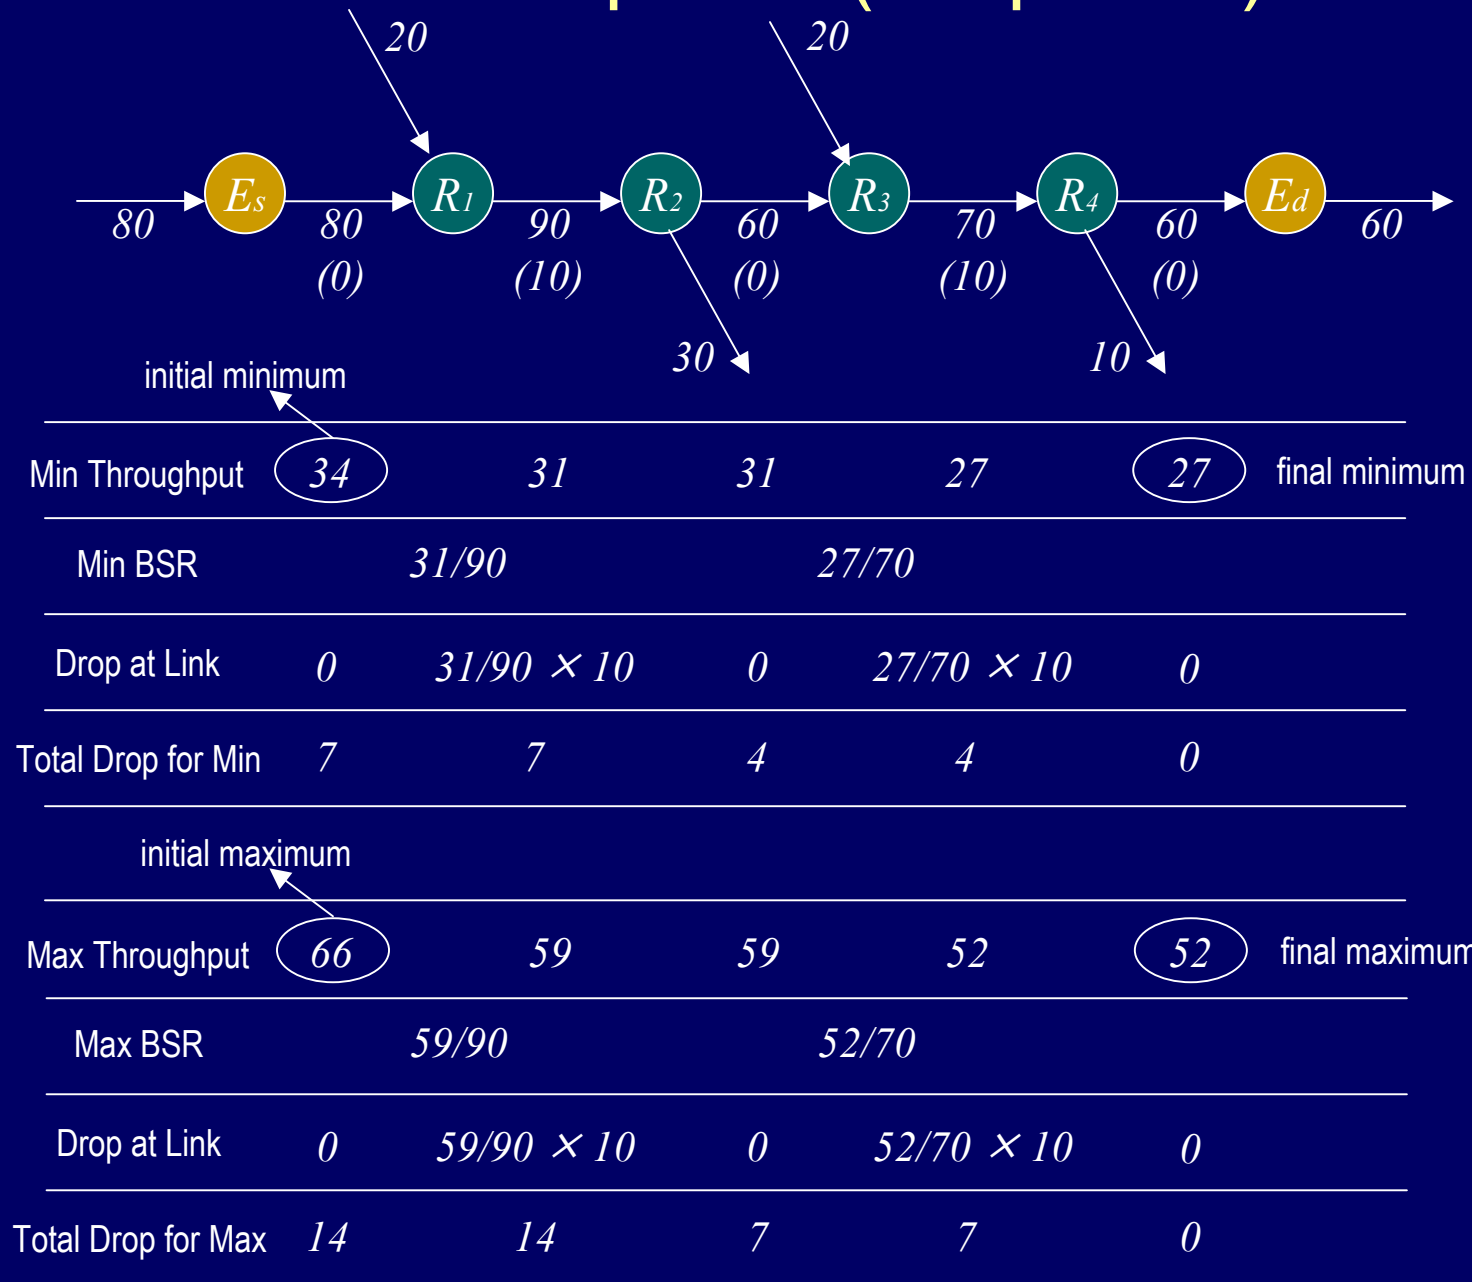 20 20
Es R1 R2 R3 R4 Ed
80 80 90 60 70 60 60
(0) (10) (0) (10) (0)
30 10
initial minimum
Min Throughput 34 31 31 27 27 final minimum
Min BSR 31/90 27/70
Drop at Link 0 31/90 × 10 0 27/70 × 10 0
Total Drop for Min 7 7 4 4 0
initial maximum
Max Throughput 66 59 59 52 52 final maximum
Max BSR 59/90 52/70
Drop at Link 0 59/90 × 10 0 52/70 × 10 0
Total Drop for Max 14 14 7 7 0